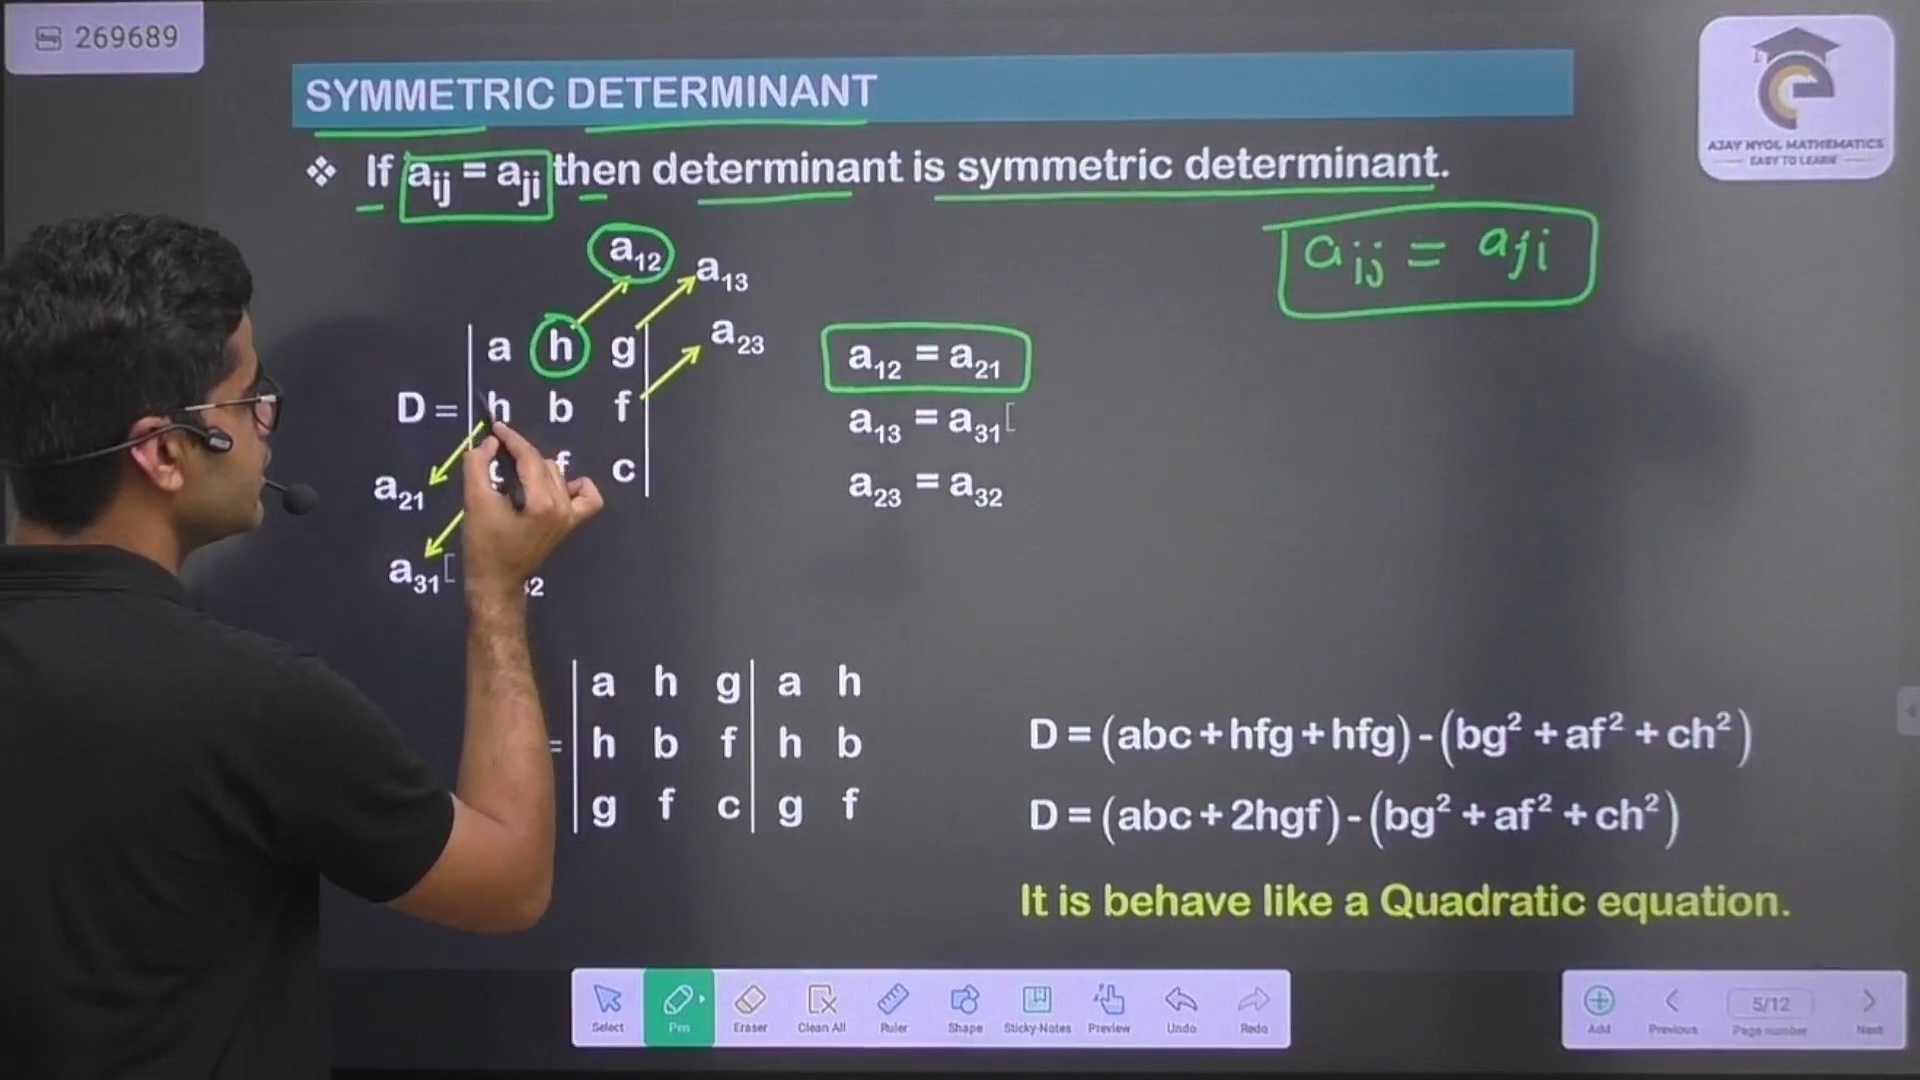 269689
SYMMETRIC DETERMINANT
AJAY NYOL MATHEMATICS
EASY TO LEARN
❖ If aij = aji then determinant is symmetric determinant.
aij = aji
a12
a13
a23
a h g
D = h b f
f c
a21
a31[
a12 = a21
a13 = a31[
a23 = a32
a h g a h
= h b f h b
g f c g f
D = (abc + hfg + hfg) - (bg² + af² + ch²)
D = (abc + 2hgf) - (bg² + af² + ch²)
It is behave like a Quadratic equation.
Select Pen Eraser Clean All Ruler Shape Sticky-Notes Preview Undo Redo
Add Previous 5/12 Page number Next